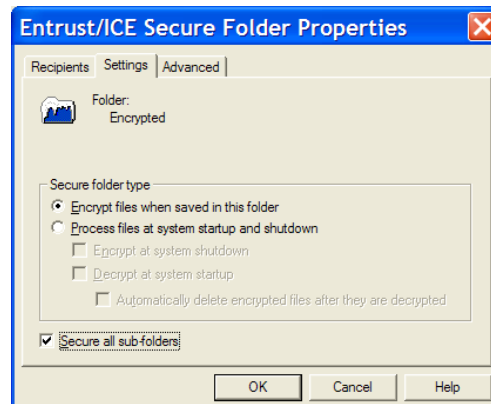 Entrust/ICE Secure Folder Properties
Recipients Settings Advanced
Folder:
Encrypted
Secure folder type
Encrypt files when saved in this folder
Process files at system startup and shutdown
Encrypt at system shutdown
Decrypt at system startup
Automatically delete encrypted files after they are decrypted
Secure all sub-folders
OK Cancel Help